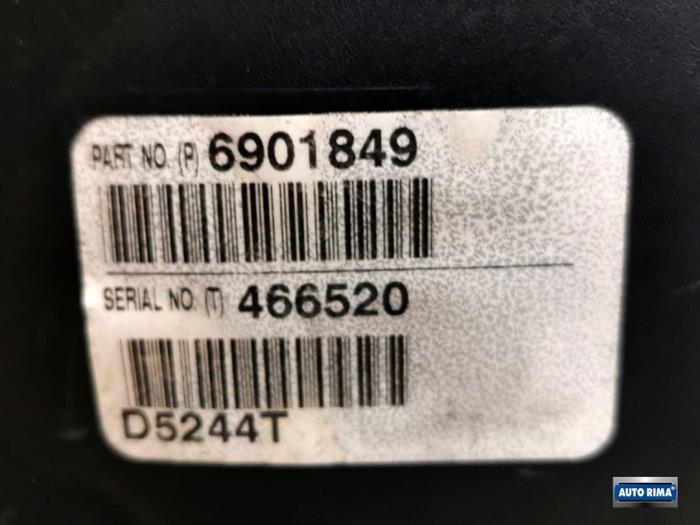 PART NO. (P) 6901849
SERIAL NO. (T) 466520
D5244T
AUTO RIMA®